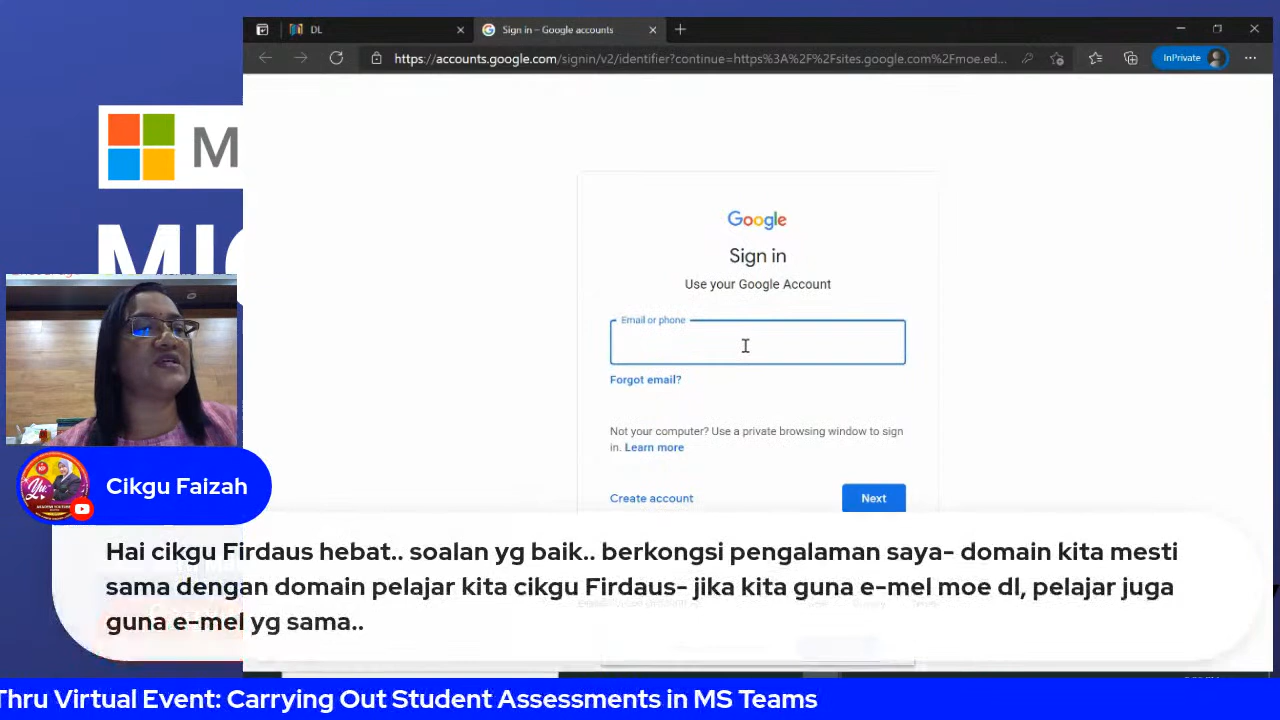 DL
Sign in – Google accounts
https://accounts.google.com/signin/v2/identifier?continue=https%3A%2F%2Fsites.google.com%2Fmoe.ed...
InPrivate
M
Google
Sign in
Use your Google Account
Email or phone
Forgot email?
Not your computer? Use a private browsing window to sign
in. Learn more
Create account
Next
Cikgu Faizah
Hai cikgu Firdaus hebat.. soalan yg baik.. berkongsi pengalaman saya- domain kita mesti
sama dengan domain pelajar kita cikgu Firdaus- jika kita guna e-mel moe dl, pelajar juga
guna e-mel yg sama..
Thru Virtual Event: Carrying Out Student Assessments in MS Teams